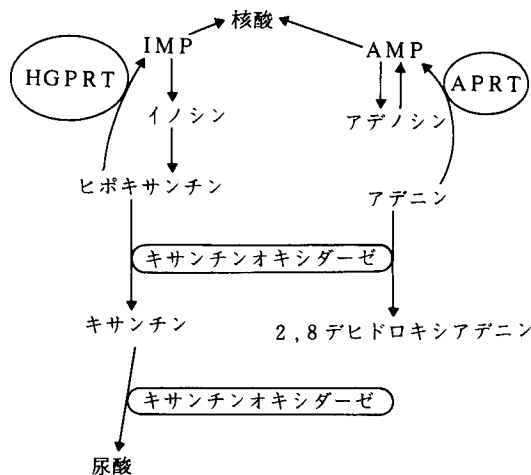 核酸
IMP
AMP
HGPRT
APRT
イノシン
アデノシン
ヒポキサンチン
アデニン
キサンチンオキシダーゼ
キサンチン
2,8デヒドロキシアデニン
キサンチンオキシダーゼ
尿酸